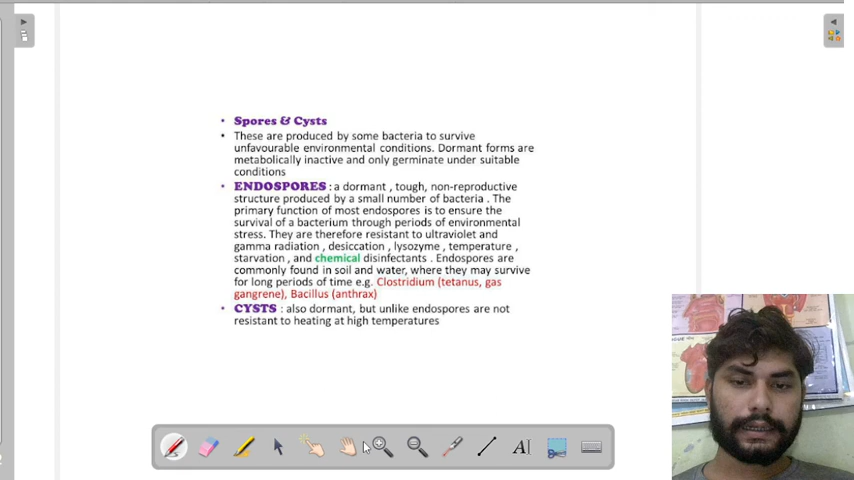 Spores & Cysts
These are produced by some bacteria to survive
unfavourable environmental conditions. Dormant forms are
metabolically inactive and only germinate under suitable
conditions
ENDOSPORES : a dormant , tough, non-reproductive
structure produced by a small number of bacteria . The
primary function of most endospores is to ensure the
survival of a bacterium through periods of environmental
stress. They are therefore resistant to ultraviolet and
gamma radiation , desiccation , lysozyme , temperature ,
starvation , and chemical disinfectants . Endospores are
commonly found in soil and water, where they may survive
for long periods of time e.g. Clostridium (tetanus, gas
gangrene), Bacillus (anthrax)
CYSTS : also dormant, but unlike endospores are not
resistant to heating at high temperatures